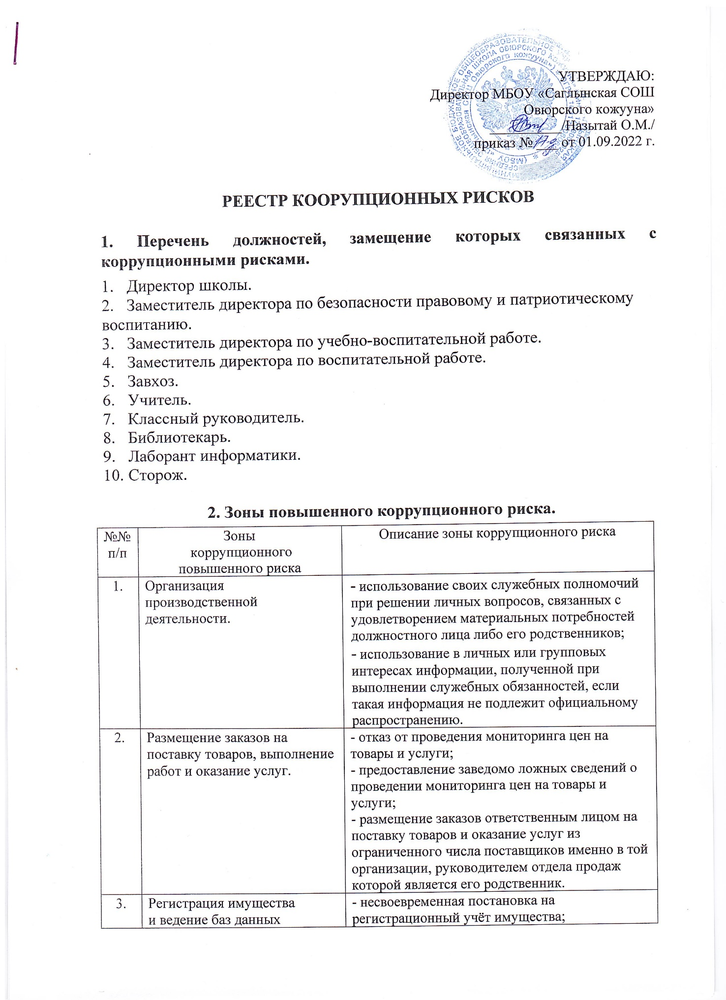 УТВЕРЖДАЮ:
Директор МБОУ «Саглынская СОШ
Овюрского кожууна»
/Назытай О.М./
приказ № 17д от 01.09.2022 г.
РЕЕСТР КООРУПЦИОННЫХ РИСКОВ
1. Перечень должностей, замещение которых связанных с
коррупционными рисками.
1. Директор школы.
2. Заместитель директора по безопасности правовому и патриотическому
воспитанию.
3. Заместитель директора по учебно-воспитательной работе.
4. Заместитель директора по воспитательной работе.
5. Завхоз.
6. Учитель.
7. Классный руководитель.
8. Библиотекарь.
9. Лаборант информатики.
10. Сторож.
2. Зоны повышенного коррупционного риска.
№№
п/п
Зоны
коррупционного
повышенного риска
Описание зоны коррупционного риска
1.
Организация
производственной
деятельности.
- использование своих служебных полномочий
при решении личных вопросов, связанных с
удовлетворением материальных потребностей
должностного лица либо его родственников;
- использование в личных или групповых
интересах информации, полученной при
выполнении служебных обязанностей, если
такая информация не подлежит официальному
распространению.
2.
Размещение заказов на
поставку товаров, выполнение
работ и оказание услуг.
- отказ от проведения мониторинга цен на
товары и услуги;
- предоставление заведомо ложных сведений о
проведении мониторинга цен на товары и
услуги;
- размещение заказов ответственным лицом на
поставку товаров и оказание услуг из
ограниченного числа поставщиков именно в той
организации, руководителем отдела продаж
которой является его родственник.
3.
Регистрация имущества
и ведение баз данных
- несвоевременная постановка на
регистрационный учёт имущества;